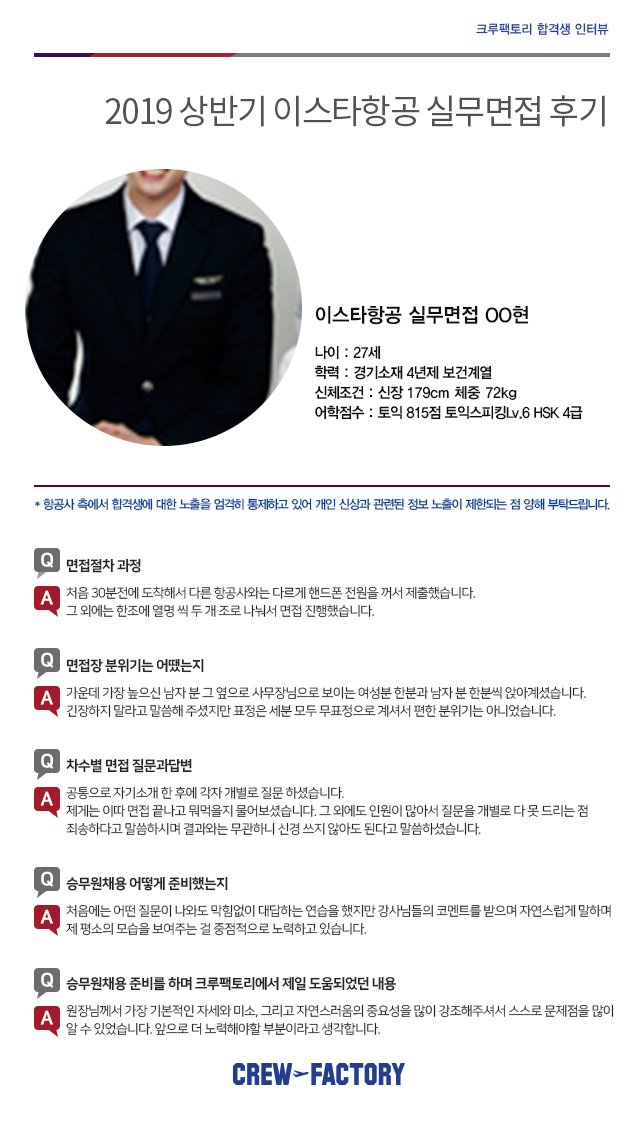 크루팩토리 합격생 인터뷰
2019 상반기 이스타항공 실무면접 후기
이스타항공 실무면접 OO현
나이 : 27세
학력 : 경기소재 4년제 보건계열
신체조건 : 신장 179cm 체중 72kg
어학점수 : 토익 815점 토익스피킹Lv.6 HSK 4급
* 항공사 측에서 합격생에 대한 노출을 엄격히 통제하고 있어 개인 신상과 관련된 정보 노출이 제한되는 점 양해 부탁드립니다.
Q 면접절차 과정
A 처음 30분전에 도착해서 다른 항공사와는 다르게 핸드폰 전원을 꺼서 제출했습니다.
그 외에는 한조에 열명 씩 두 개 조로 나눠서 면접 진행했습니다.
Q 면접장 분위기는 어땠는지
A 가운데 가장 높으신 남자 분 그 옆으로 사무장님으로 보이는 여성분 한분과 남자 분 한분씩 앉아계셨습니다.
긴장하지 말라고 말씀해 주셨지만 표정은 세분 모두 무표정으로 계셔서 편한 분위기는 아니었습니다.
Q 차수별 면접 질문과답변
A 공통으로 자기소개 한 후에 각자 개별로 질문 하셨습니다.
제게는 이따 면접 끝나고 뭐먹을지 물어보셨습니다. 그 외에도 인원이 많아서 질문을 개별로 다 못 드리는 점
죄송하다고 말씀하시며 결과와는 무관하니 신경 쓰지 않아도 된다고 말씀하셨습니다.
Q 승무원채용 어떻게 준비했는지
A 처음에는 어떤 질문이 나와도 막힘없이 대답하는 연습을 했지만 강사님들의 코멘트를 받으며 자연스럽게 말하며
제 평소의 모습을 보여주는 걸 중점적으로 노력하고 있습니다.
Q 승무원채용 준비를 하며 크루팩토리에서 제일 도움되었던 내용
A 원장님께서 가장 기본적인 자세와 미소, 그리고 자연스러움의 중요성을 많이 강조해주셔서 스스로 문제점을 많이
알 수 있었습니다. 앞으로 더 노력해야할 부분이라고 생각합니다.
CREW FACTORY